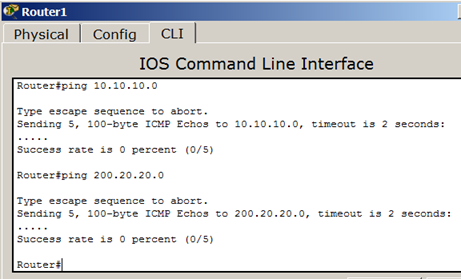 Router1
Physical Config CLI
IOS Command Line Interface
Router#ping 10.10.10.0
Type escape sequence to abort.
Sending 5, 100-byte ICMP Echos to 10.10.10.0, timeout is 2 seconds:
.....
Success rate is 0 percent (0/5)
Router#ping 200.20.20.0
Type escape sequence to abort.
Sending 5, 100-byte ICMP Echos to 200.20.20.0, timeout is 2 seconds:
.....
Success rate is 0 percent (0/5)
Router#